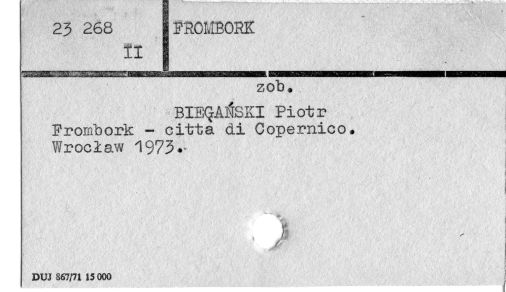 23 268
II
FROMBORK
zob.
BIEGAŃSKI Piotr
Frombork - città di Copernico.
Wrocław 1973.
DUJ 867/71 15 000